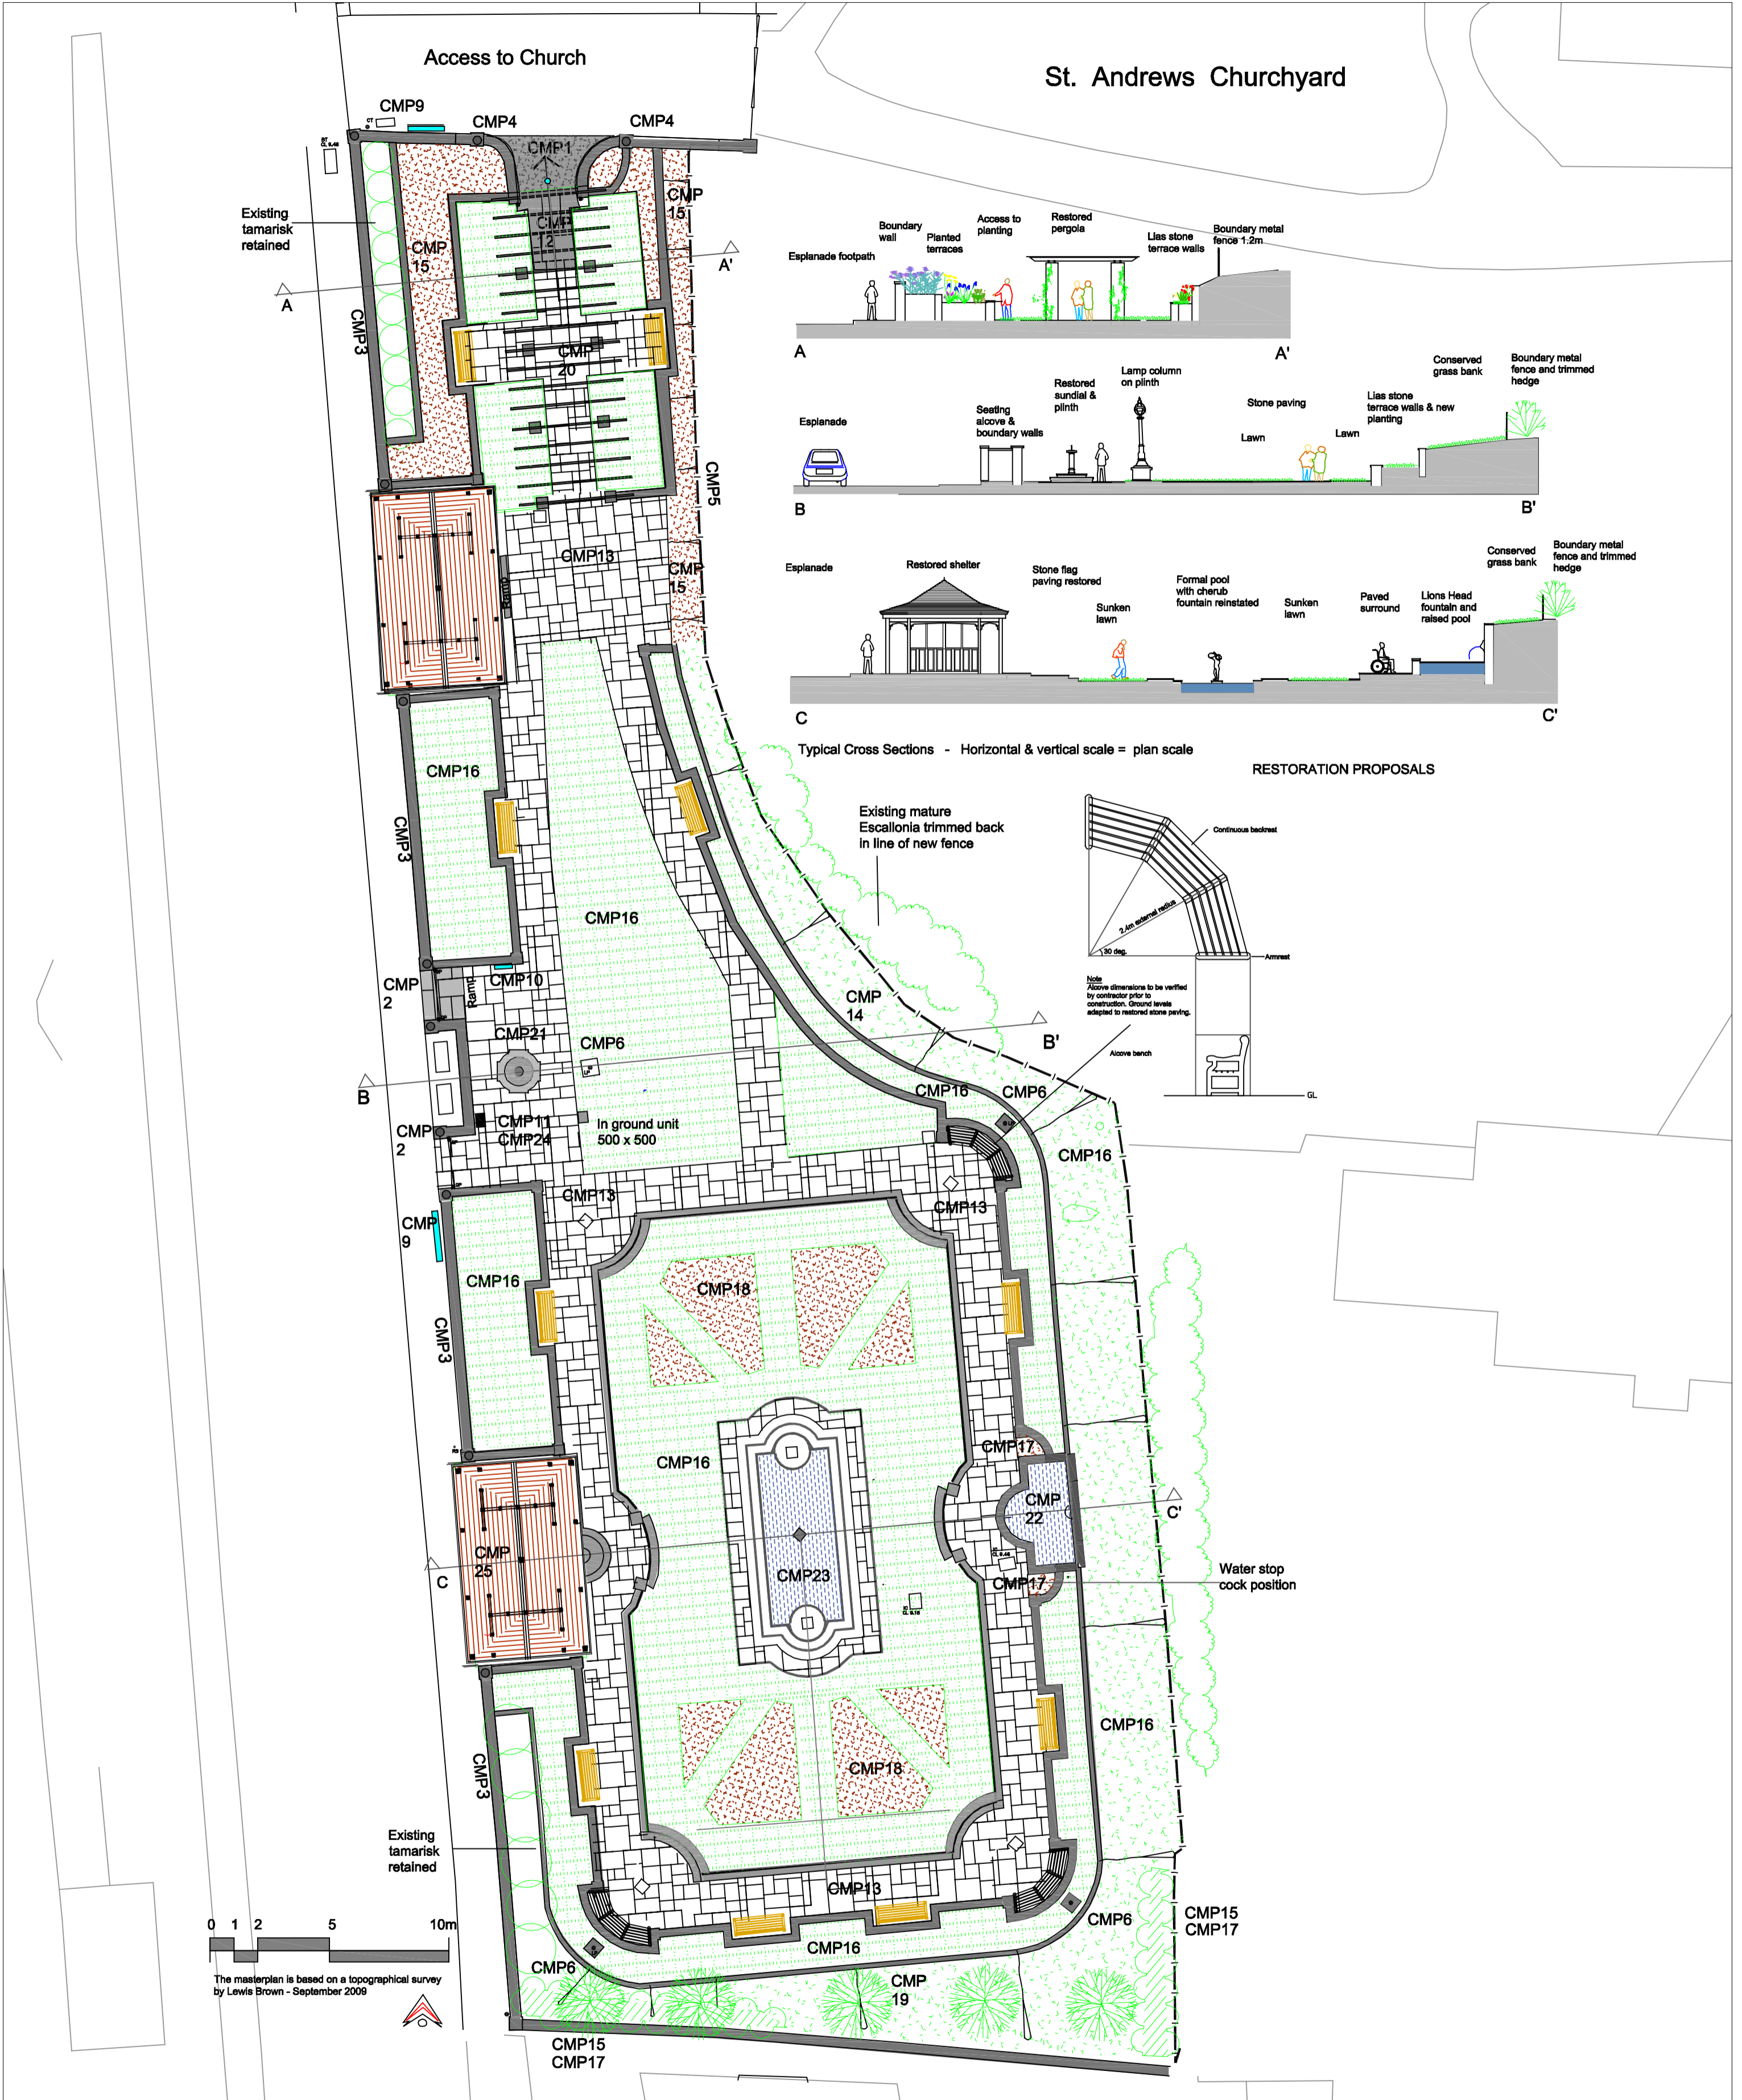 Access to Church
St. Andrews Churchyard
CMP9
CMP4
CMP4
CT
CMP1
CL 9.46
Existing
tamarisk
retained
CMP
15
CMP
12
CMP
15
A
A'
CMP3
CMP
20
CMP5
CMP13
Ramp
CMP
15
Boundary
wall
Planted
terraces
Access to
planting
Restored
pergola
Esplanade footpath
Lias stone
terrace walls
Boundary metal
fence 1.2m
A
A'
Esplanade
Seating
alcove &
boundary walls
Restored
sundial &
plinth
Lamp column
on plinth
Stone paving
Lawn
Lawn
Lias stone
terrace walls & new
planting
Conserved
grass bank
Boundary metal
fence and trimmed
hedge
B
B'
Esplanade
Restored shelter
Stone flag
paving restored
Sunken
lawn
Formal pool
with cherub
fountain reinstated
Sunken
lawn
Paved
surround
Lions Head
fountain and
raised pool
Conserved
grass bank
Boundary metal
fence and trimmed
hedge
C
C'
Typical Cross Sections - Horizontal & vertical scale = plan scale
RESTORATION PROPOSALS
CMP16
CMP3
Existing mature
Escallonia trimmed back
in line of new fence
Continuous backrest
2.4m external radius
30 deg.
Armrest
Note
Alcove dimensions to be verified
by contractor prior to
construction. Ground levels
adapted to restored stone paving.
Alcove bench
GL
CMP16
CMP
2
Ramp
CMP10
CMP
14
CMP21
CMP6
B
B'
CMP16
CMP6
CMP
2
CMP11
CMP24
In ground unit
500 x 500
CMP16
CMP13
CMP13
CMP
9
CMP16
CMP18
CMP3
CMP16
CMP17
CMP
22
C'
CMP
25
C
CMP23
CMP17
Water stop
cock position
CMP16
CMP3
CMP18
Existing
tamarisk
retained
CMP13
CMP6
CMP15
CMP17
CMP16
CMP6
CMP
19
0 1 2 5 10m
The masterplan is based on a topographical survey
by Lewis Brown - September 2009
CMP15
CMP17